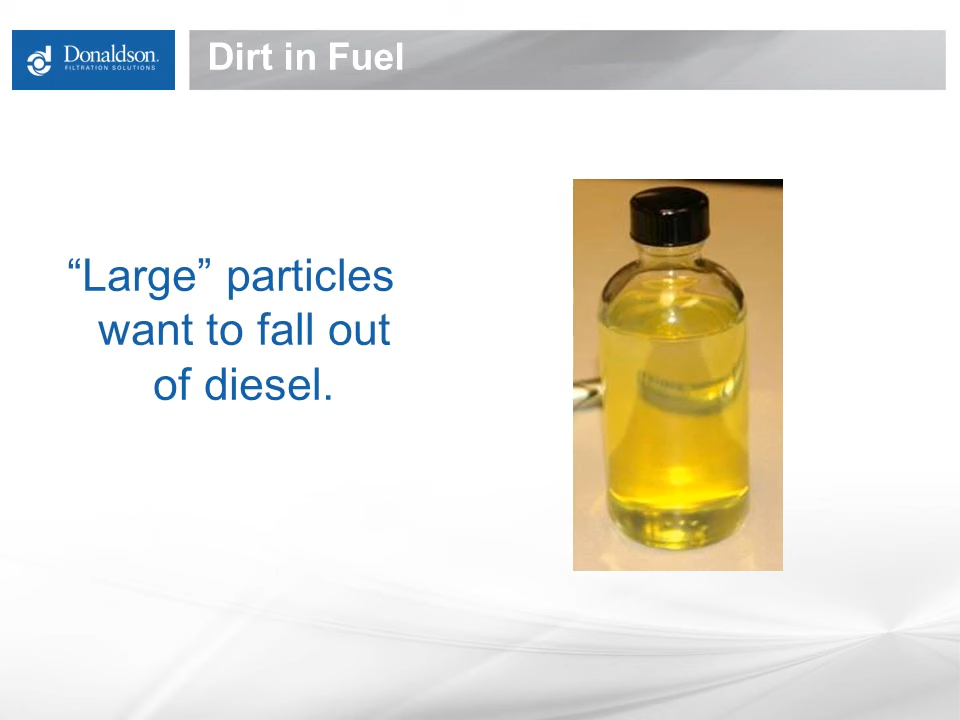 Donaldson.
FILTRATION SOLUTIONS
Dirt in Fuel
“Large” particles
want to fall out
of diesel.